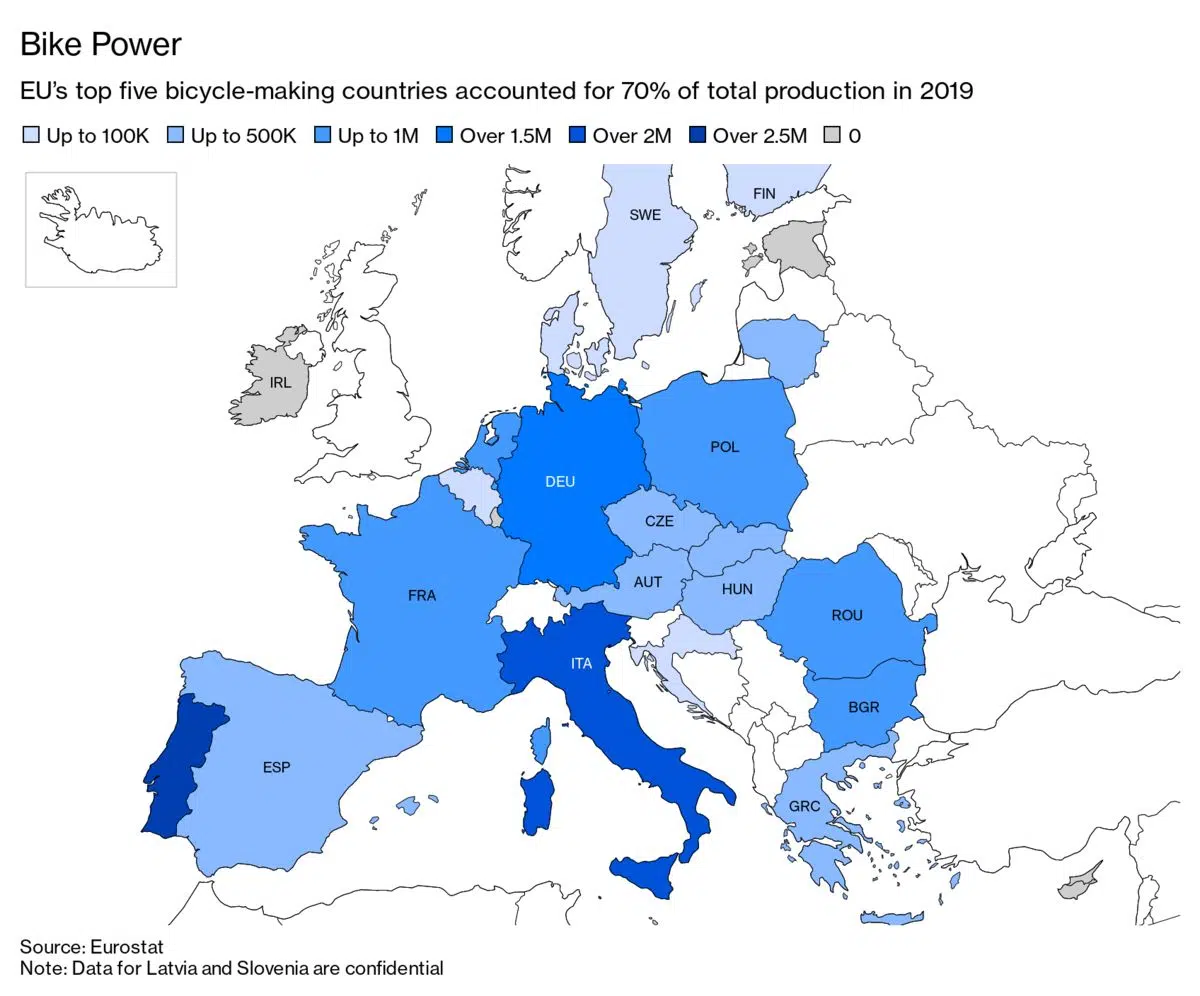 Bike Power
EU's top five bicycle-making countries accounted for 70% of total production in 2019
Up to 100K Up to 500K Up to 1M Over 1.5M Over 2M Over 2.5M 0
FIN
SWE
IRL
POL
DEU
CZE
AUT
HUN
FRA
ROU
ITA
BGR
ESP
GRC
Source: Eurostat
Note: Data for Latvia and Slovenia are confidential